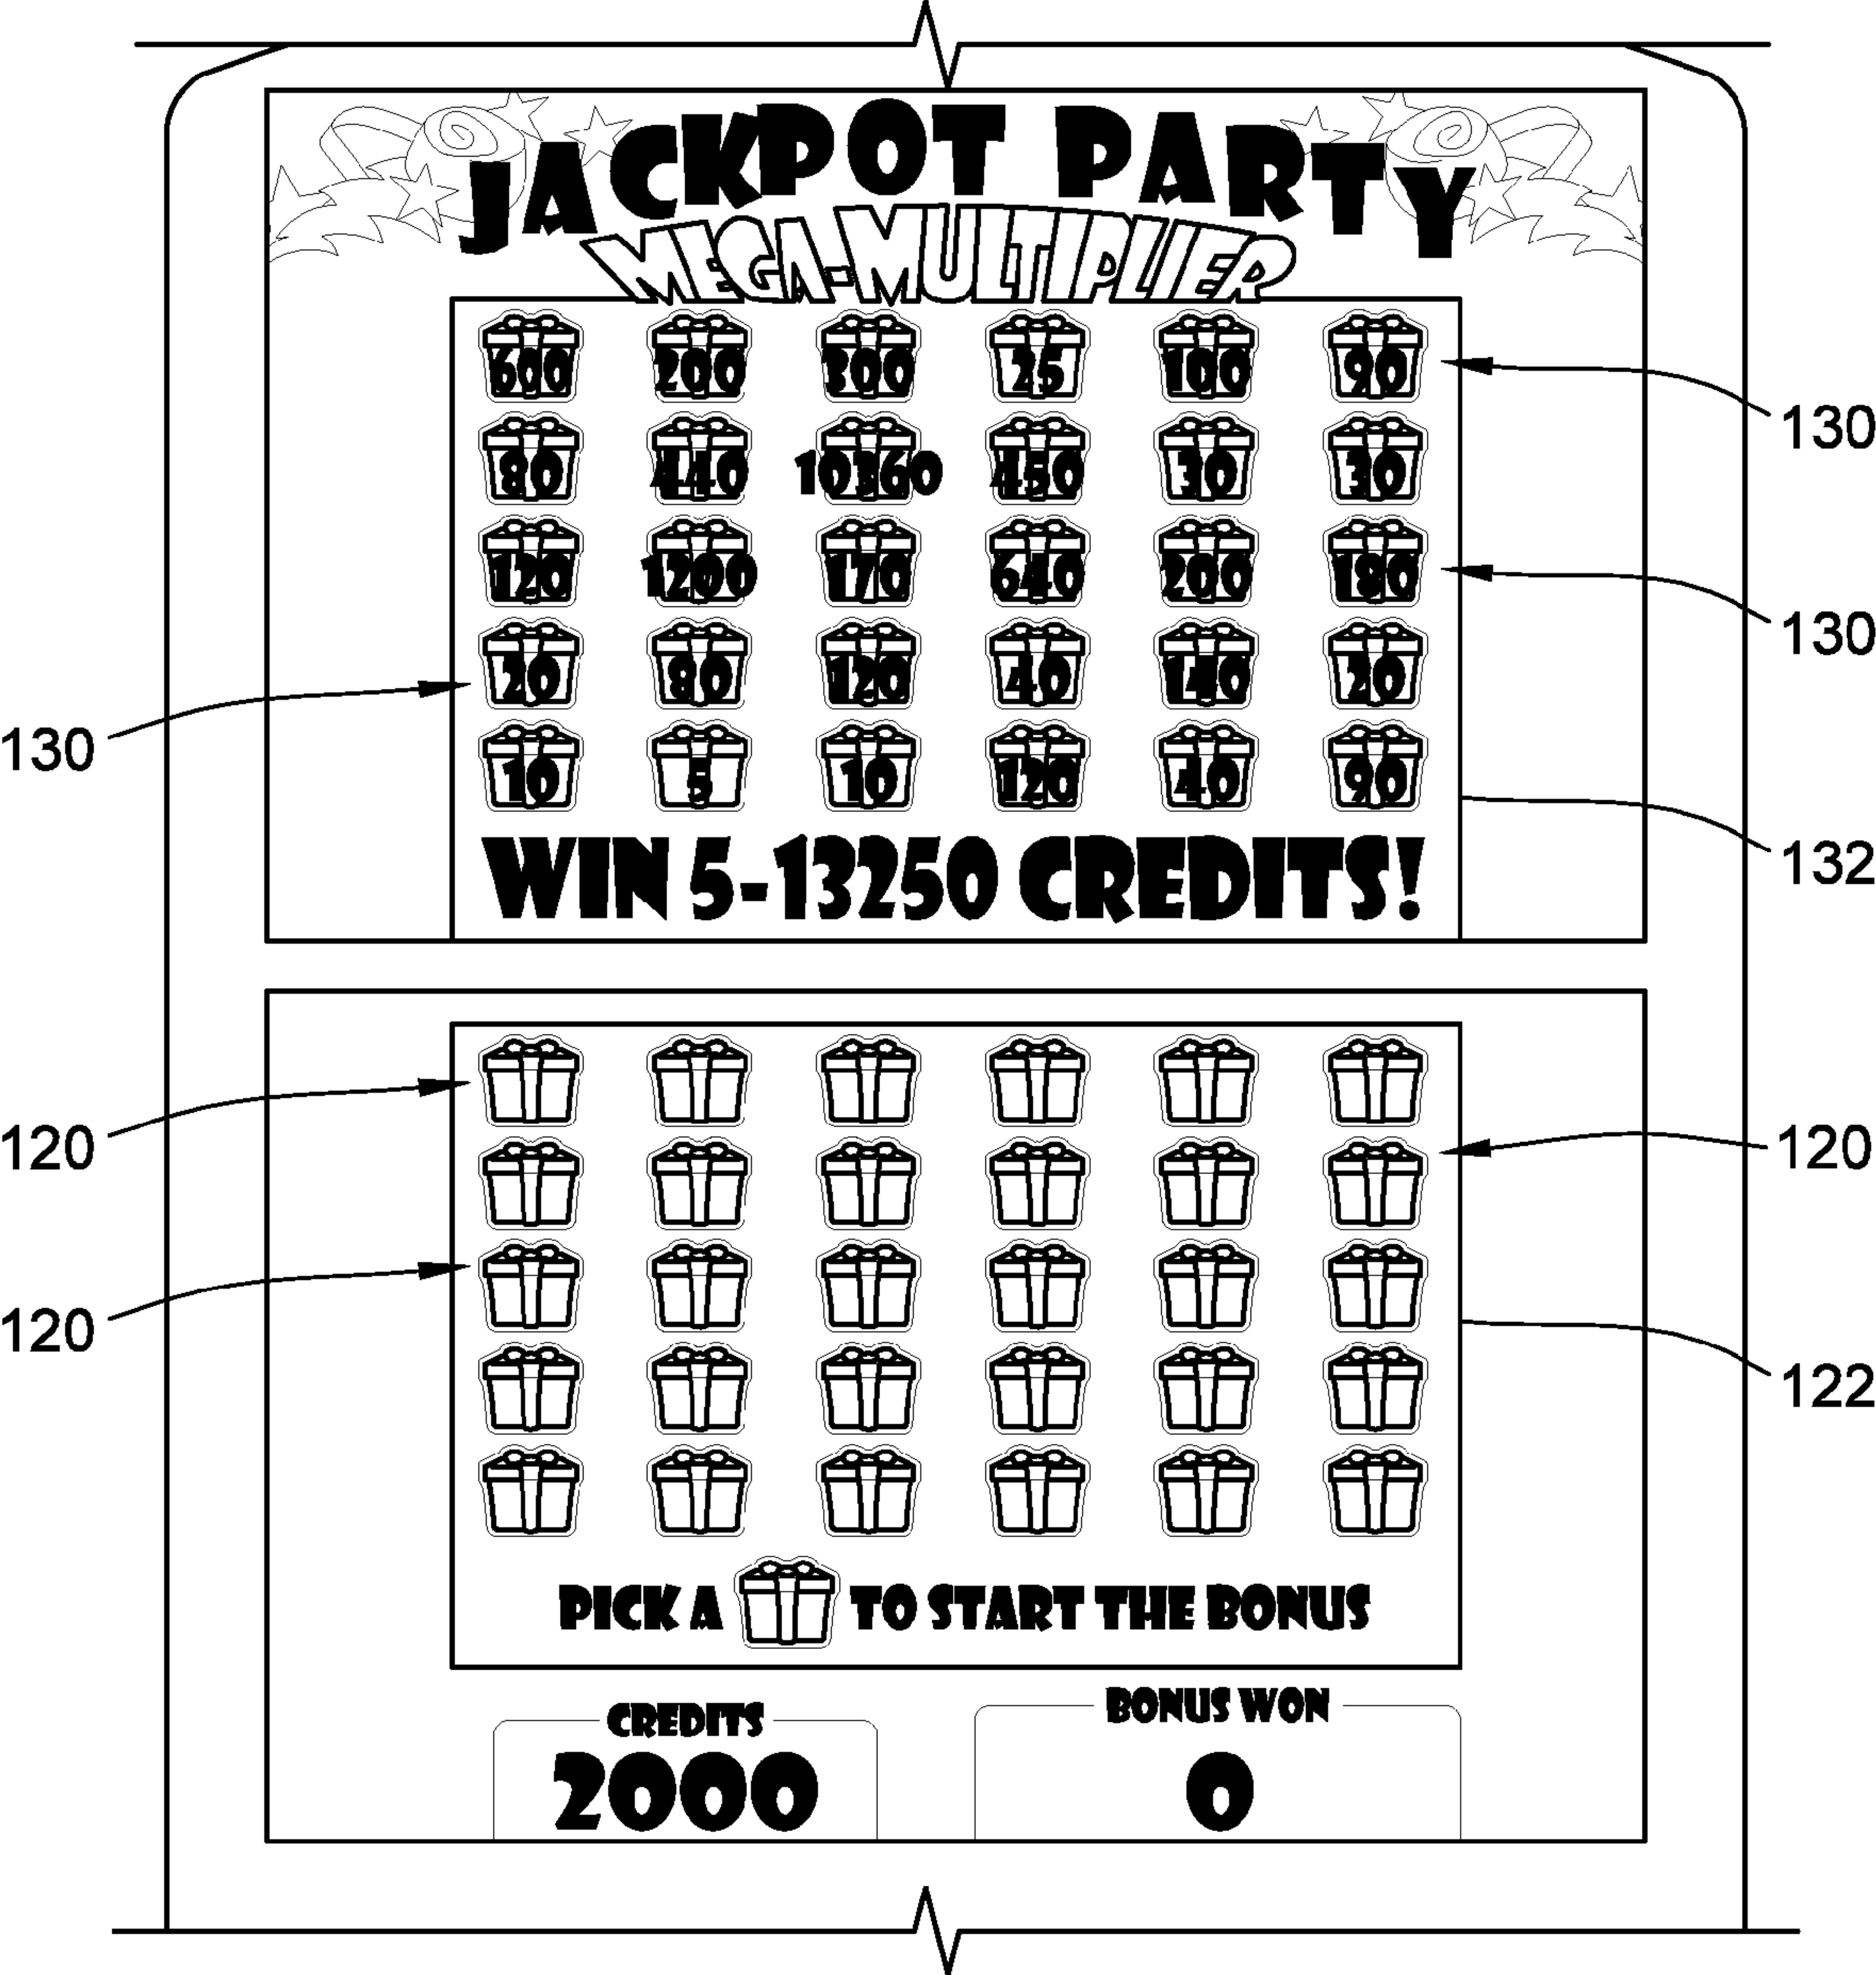 JACKPOT PARTY
MEGA-MULTIPLIER
600 200 300 25 100 90
130
80 440 10360 450 30 30
120 1200 170 640 200 180
130
20 80 120 40 140 20
130
10 5 10 120 40 90
132
WIN 5-13250 CREDITS!
120
120
120
122
PICK A TO START THE BONUS
CREDITS BONUS WON
2000 0